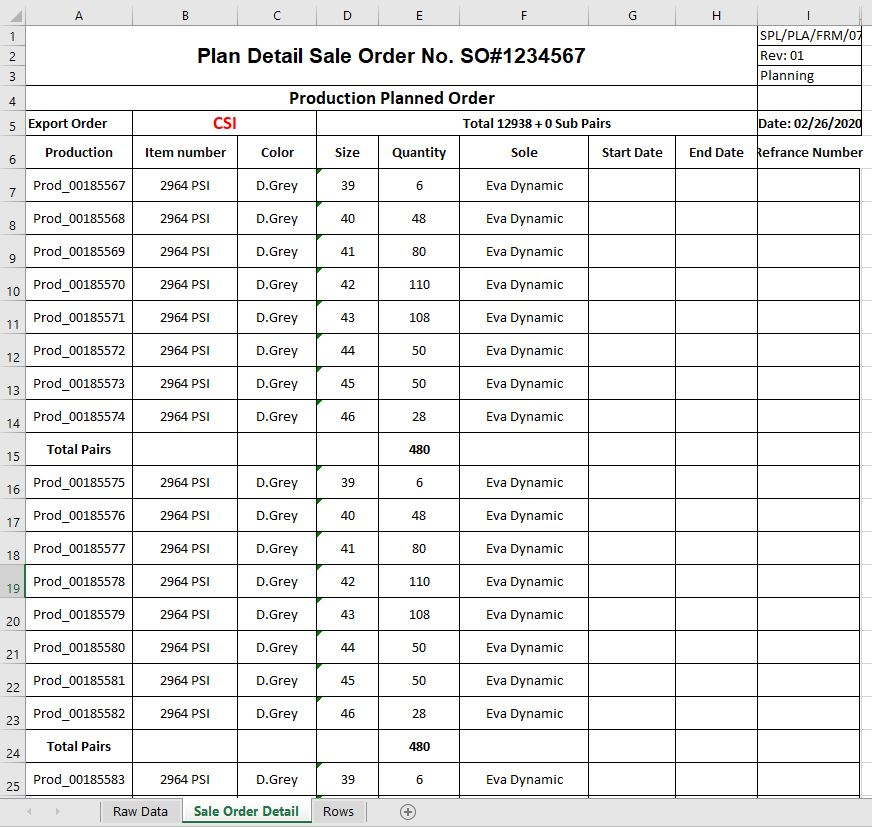 A B C D E F G H I
1 SPL/PLA/FRM/07
2 Plan Detail Sale Order No. SO#1234567 Rev: 01
3 Planning
4 Production Planned Order
5 Export Order CSI Total 12938 + 0 Sub Pairs Date: 02/26/2020
6 Production Item number Color Size Quantity Sole Start Date End Date Refrance Number
7 Prod_00185567 2964 PSI D.Grey 39 6 Eva Dynamic
8 Prod_00185568 2964 PSI D.Grey 40 48 Eva Dynamic
9 Prod_00185569 2964 PSI D.Grey 41 80 Eva Dynamic
10 Prod_00185570 2964 PSI D.Grey 42 110 Eva Dynamic
11 Prod_00185571 2964 PSI D.Grey 43 108 Eva Dynamic
12 Prod_00185572 2964 PSI D.Grey 44 50 Eva Dynamic
13 Prod_00185573 2964 PSI D.Grey 45 50 Eva Dynamic
14 Prod_00185574 2964 PSI D.Grey 46 28 Eva Dynamic
15 Total Pairs 480
16 Prod_00185575 2964 PSI D.Grey 39 6 Eva Dynamic
17 Prod_00185576 2964 PSI D.Grey 40 48 Eva Dynamic
18 Prod_00185577 2964 PSI D.Grey 41 80 Eva Dynamic
19 Prod_00185578 2964 PSI D.Grey 42 110 Eva Dynamic
20 Prod_00185579 2964 PSI D.Grey 43 108 Eva Dynamic
21 Prod_00185580 2964 PSI D.Grey 44 50 Eva Dynamic
22 Prod_00185581 2964 PSI D.Grey 45 50 Eva Dynamic
23 Prod_00185582 2964 PSI D.Grey 46 28 Eva Dynamic
24 Total Pairs 480
25 Prod_00185583 2964 PSI D.Grey 39 6 Eva Dynamic
Raw Data Sale Order Detail Rows